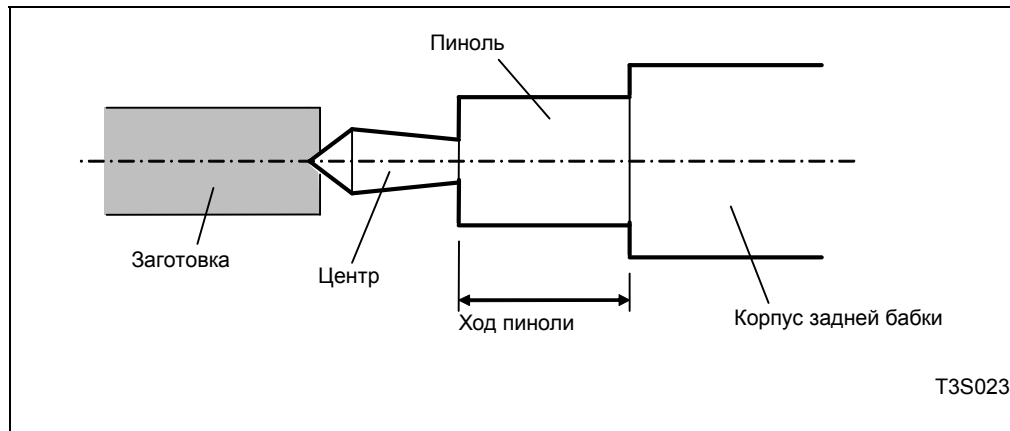 Пиноль
Заготовка
Центр
Ход пиноли
Корпус задней бабки
T3S023